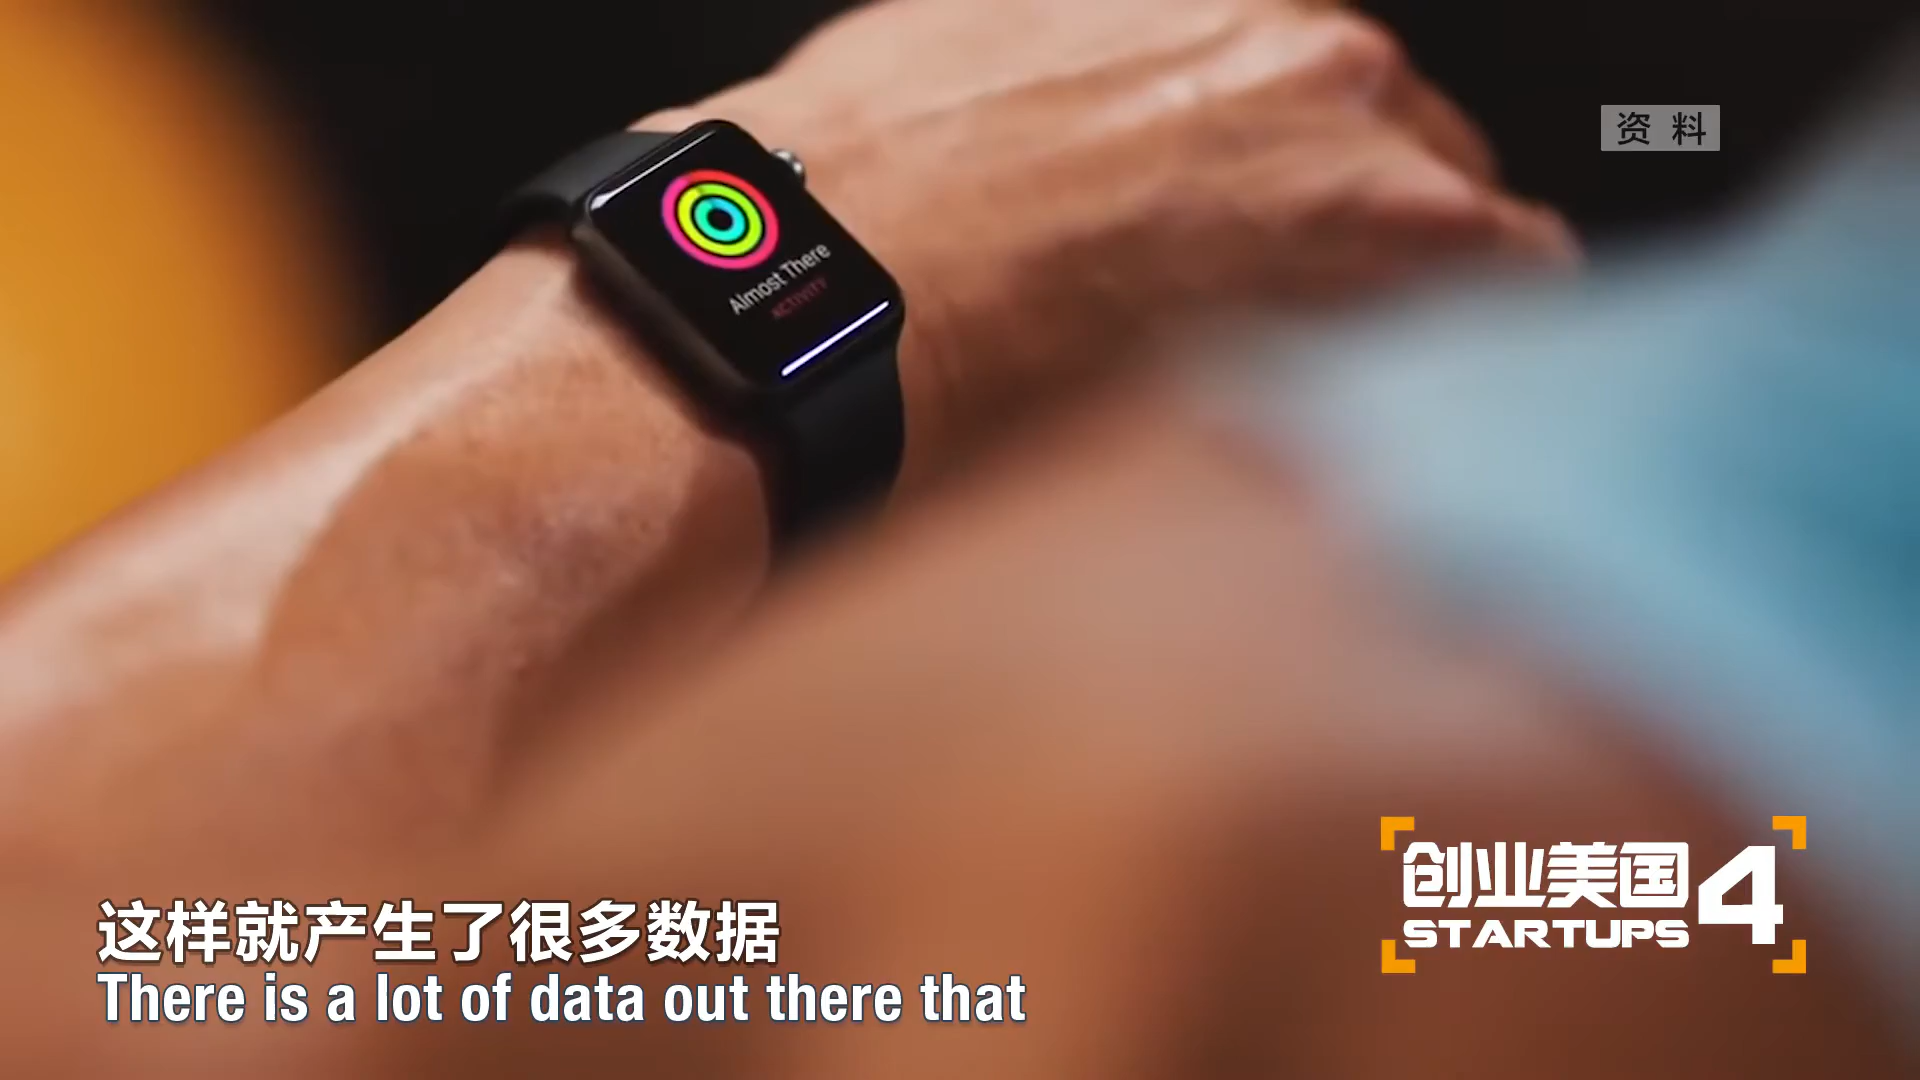 资料
Almost There
ACTIVITY
创业美国4
STARTUPS
这样就产生了很多数据
There is a lot of data out there that